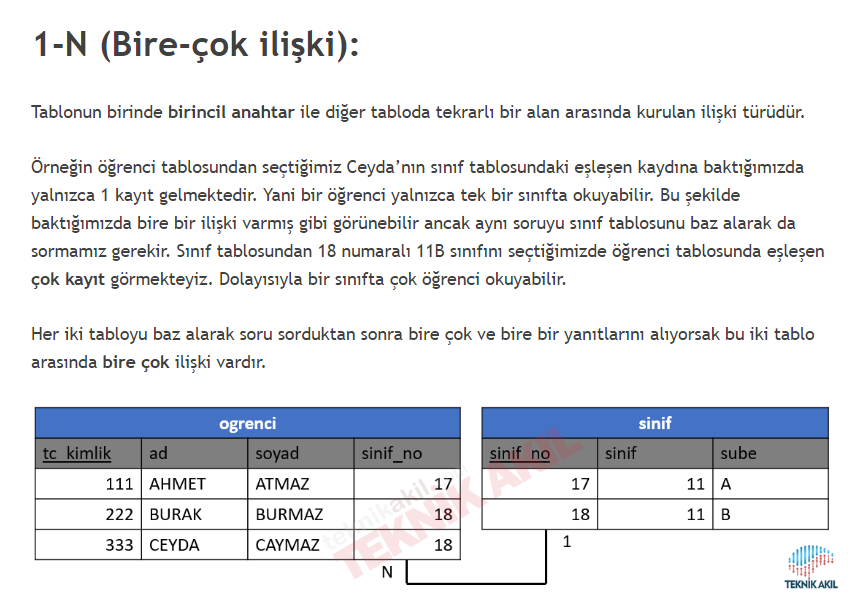 1-N (Bire-çok ilişki):
Tablonun birinde birincil anahtar ile diğer tabloda tekrarlı bir alan arasında kurulan ilişki türüdür.
Örneğin öğrenci tablosundan seçtiğimiz Ceyda’nın sınıf tablosundaki eşleşen kaydına baktığımızda
yalnızca 1 kayıt gelmektedir. Yani bir öğrenci yalnızca tek bir sınıfta okuyabilir. Bu şekilde
baktığımızda bire bir ilişki varmış gibi görünebilir ancak aynı soruyu sınıf tablosunu baz alarak da
sormamız gerekir. Sınıf tablosundan 18 numaralı 11B sınıfını seçtiğimizde öğrenci tablosunda eşleşen
çok kayıt görmekteyiz. Dolayısıyla bir sınıfta çok öğrenci okuyabilir.
Her iki tabloyu baz alarak soru sorduktan sonra bire çok ve bire bir yanıtlarını alıyorsak bu iki tablo
arasında bire çok ilişki vardır.
ogrenci
tc_kimlik ad soyad sinif_no
111 AHMET ATMAZ 17
222 BURAK BURMAZ 18
333 CEYDA CAYMAZ 18
sinif
sinif_no sinif sube
17 11 A
18 11 B
N
1
teknikakil.com
TEKNİK AKIL
TEKNİK AKIL